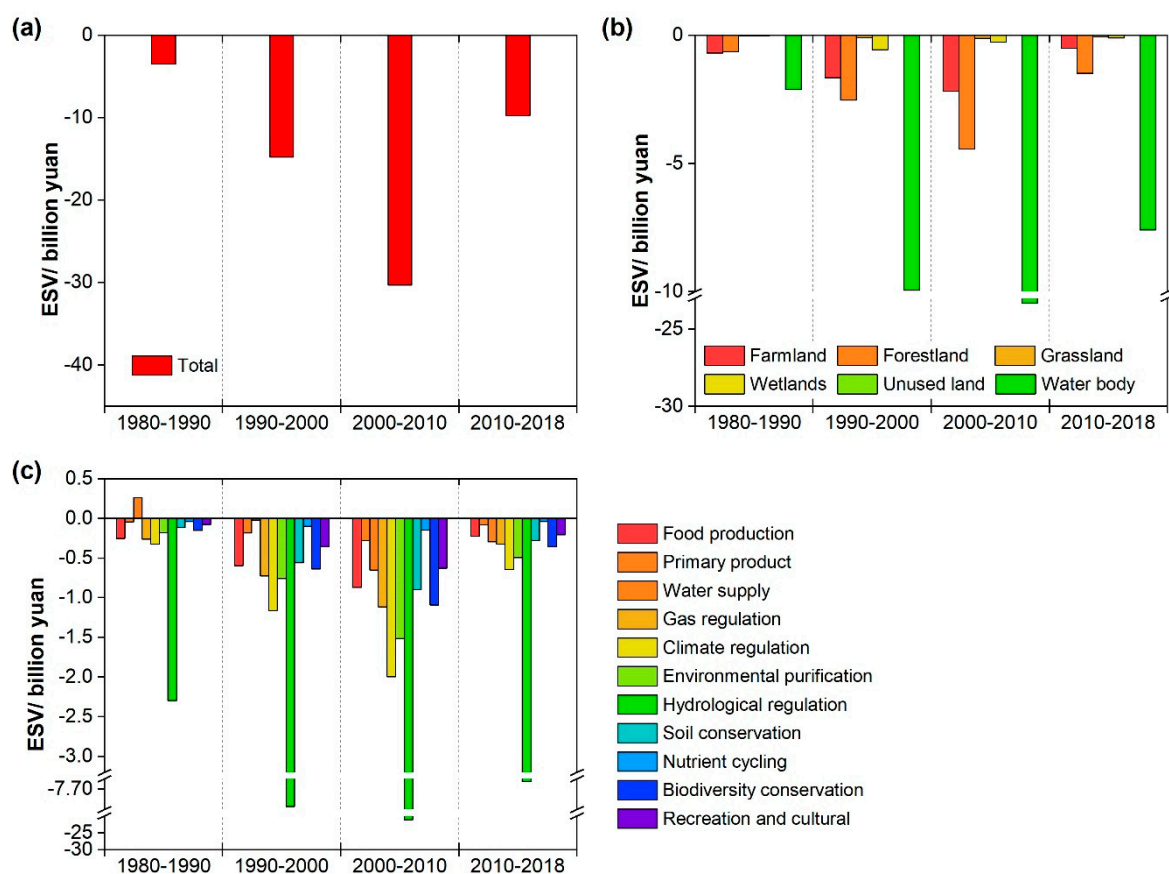 (a)
ESV/ billion yuan
0
-10
-20
-30
-40
Total
1980-1990 1990-2000 2000-2010 2010-2018
(b)
ESV/ billion yuan
0
-5
-10
-25
-30
Farmland Forestland Grassland
Wetlands Unused land Water body
1980-1990 1990-2000 2000-2010 2010-2018
(c)
ESV/ billion yuan
0.5
0.0
-0.5
-1.0
-1.5
-2.0
-2.5
-3.0
-7.70
-25
-30
1980-1990 1990-2000 2000-2010 2010-2018
Food production
Primary product
Water supply
Gas regulation
Climate regulation
Environmental purification
Hydrological regulation
Soil conservation
Nutrient cycling
Biodiversity conservation
Recreation and cultural